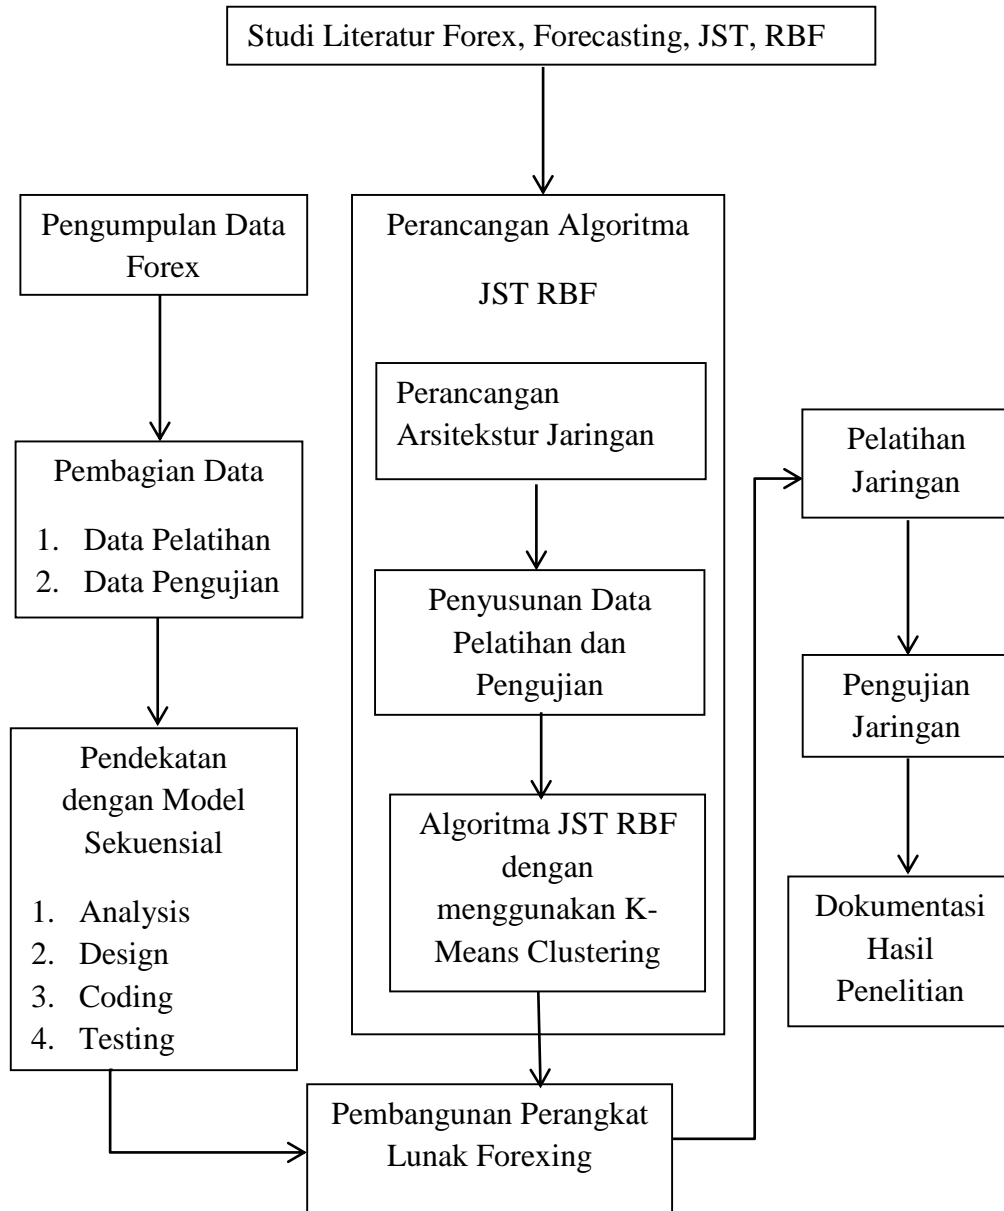 Studi Literatur Forex, Forecasting, JST, RBF
Pengumpulan Data
Forex
Pembagian Data
1. Data Pelatihan
2. Data Pengujian
Pendekatan
dengan Model
Sekuensial
1. Analysis
2. Design
3. Coding
4. Testing
Perancangan Algoritma
JST RBF
Perancangan
Arsitekstur Jaringan
Penyusunan Data
Pelatihan dan
Pengujian
Algoritma JST RBF
dengan
menggunakan K-
Means Clustering
Pembangunan Perangkat
Lunak Forexing
Pelatihan
Jaringan
Pengujian
Jaringan
Dokumentasi
Hasil
Penelitian